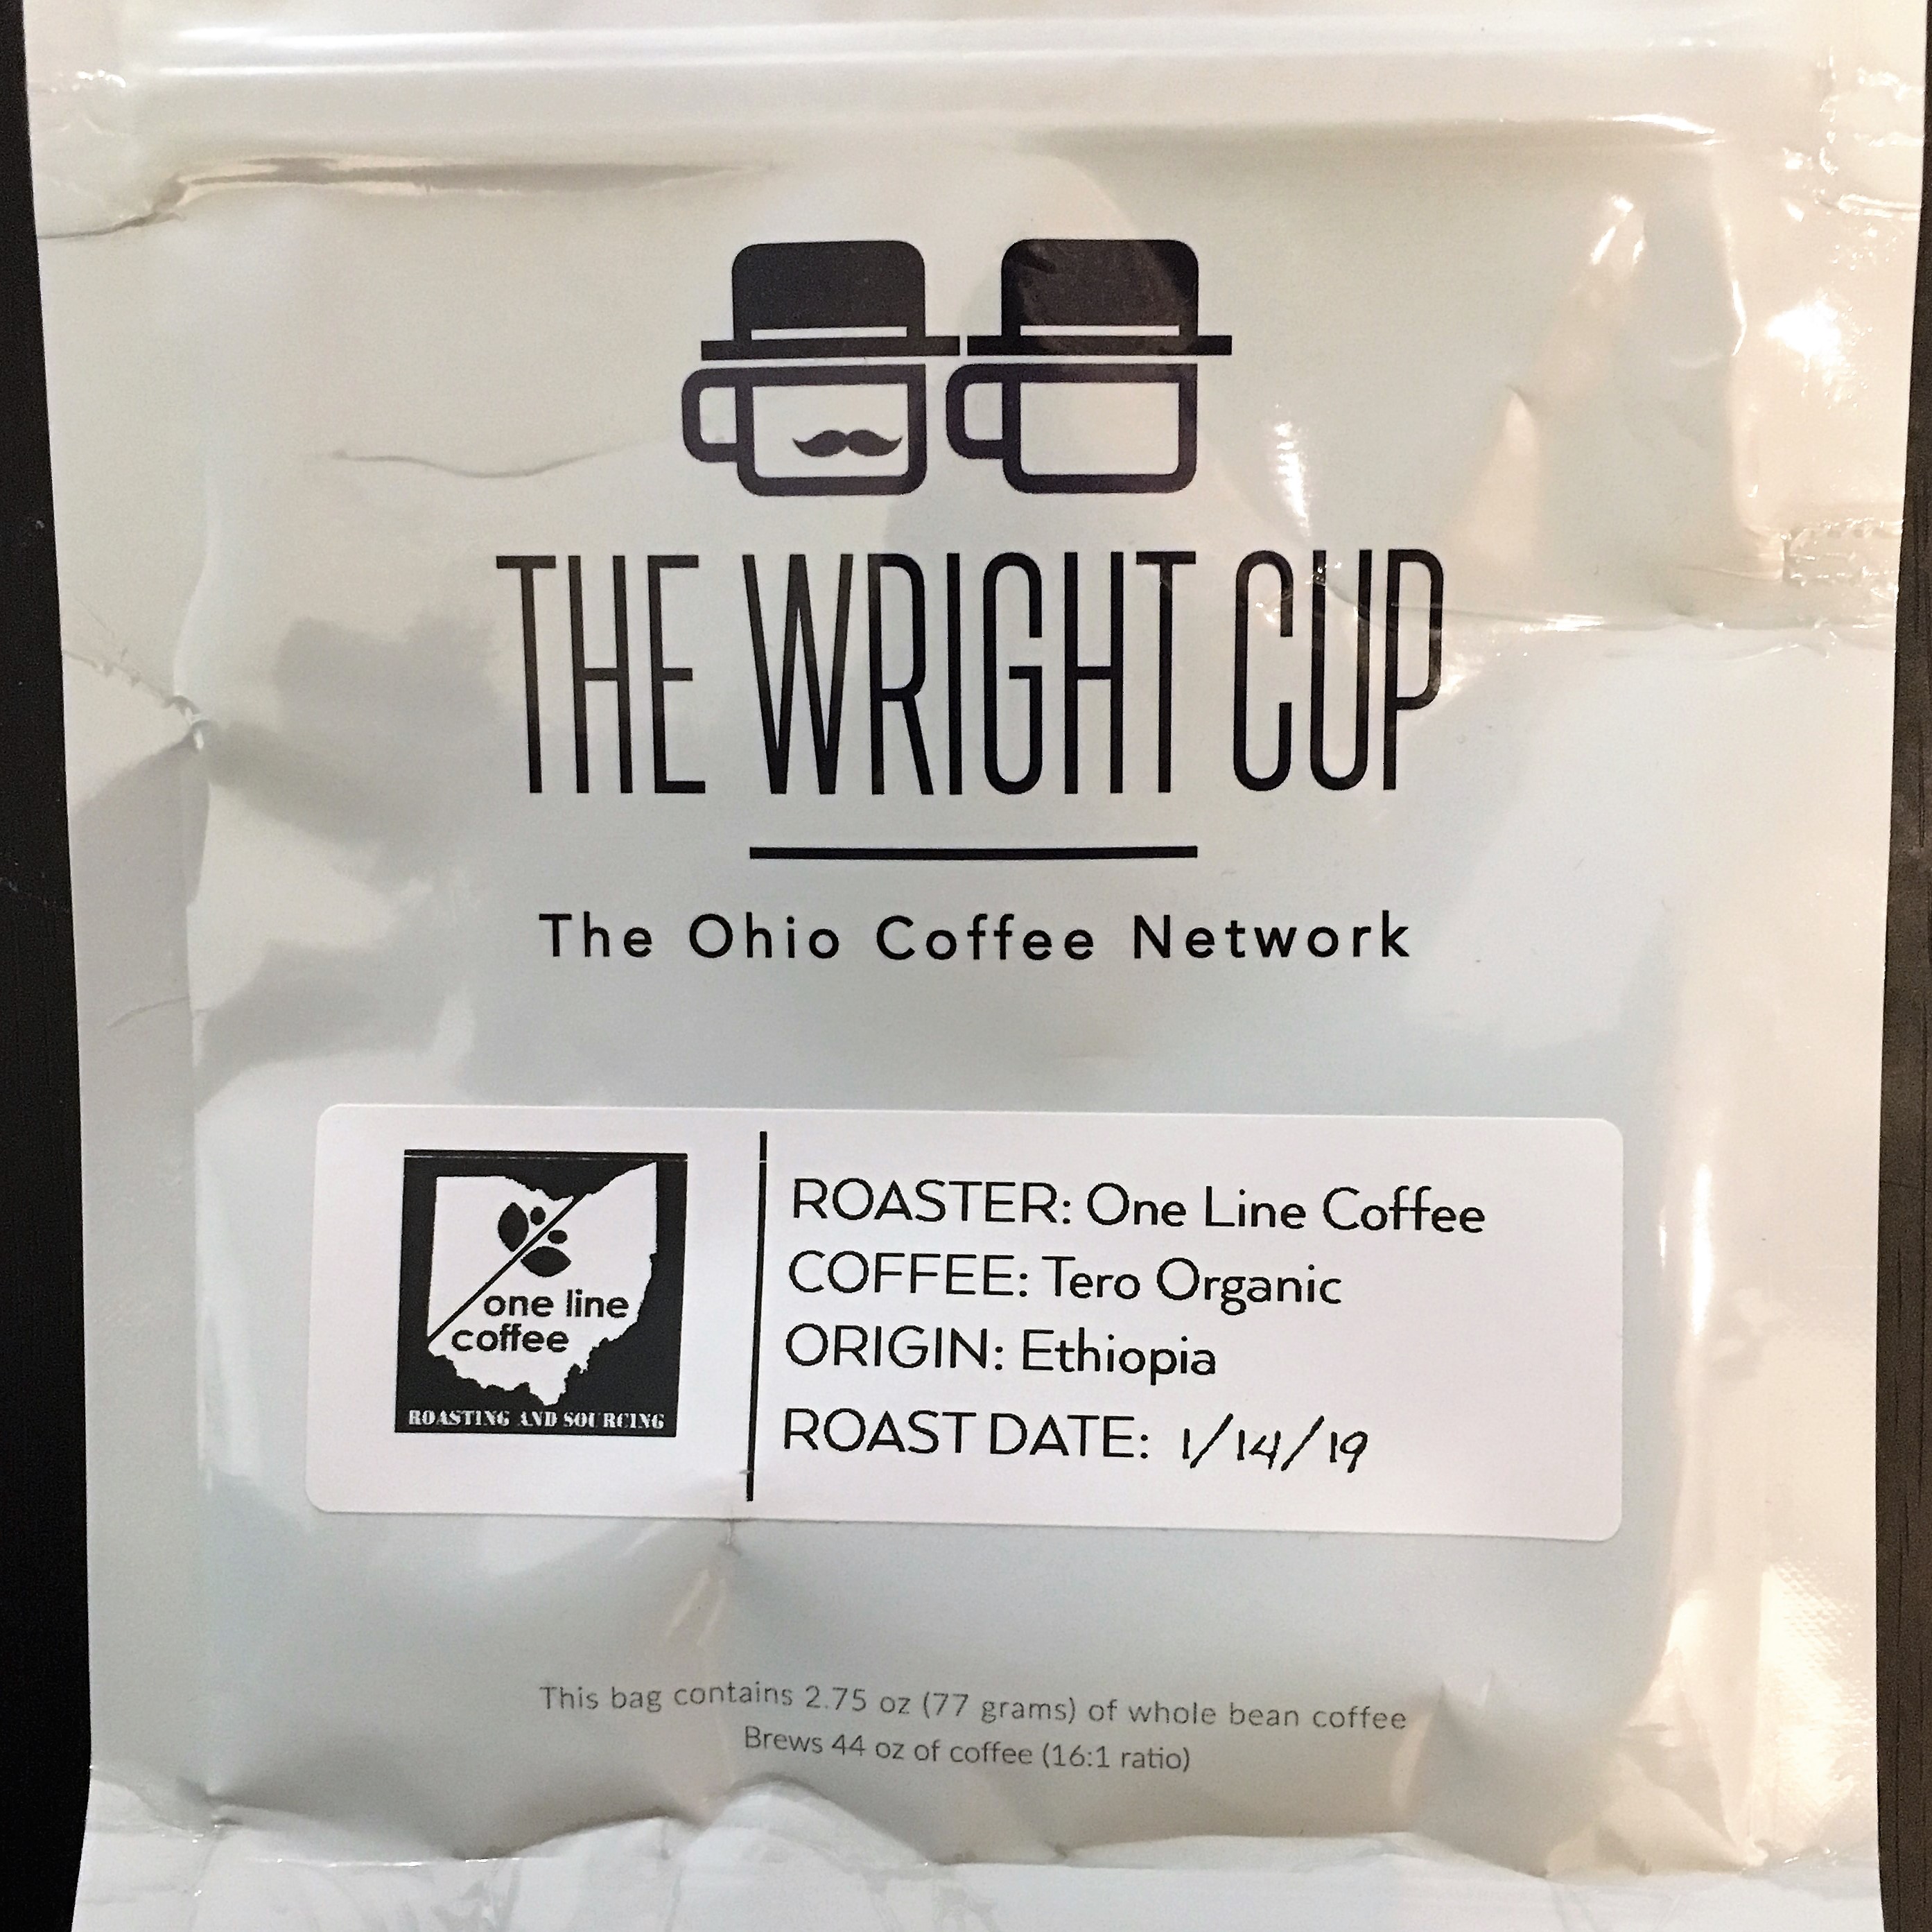 THE WRIGHT CUP
The Ohio Coffee Network
one line
coffee
ROASTING AND SOURCING
ROASTER: One Line Coffee
COFFEE: Tero Organic
ORIGIN: Ethiopia
ROAST DATE: 1/14/19
This bag contains 2.75 oz (77 grams) of whole bean coffee
Brews 44 oz of coffee (16:1 ratio)